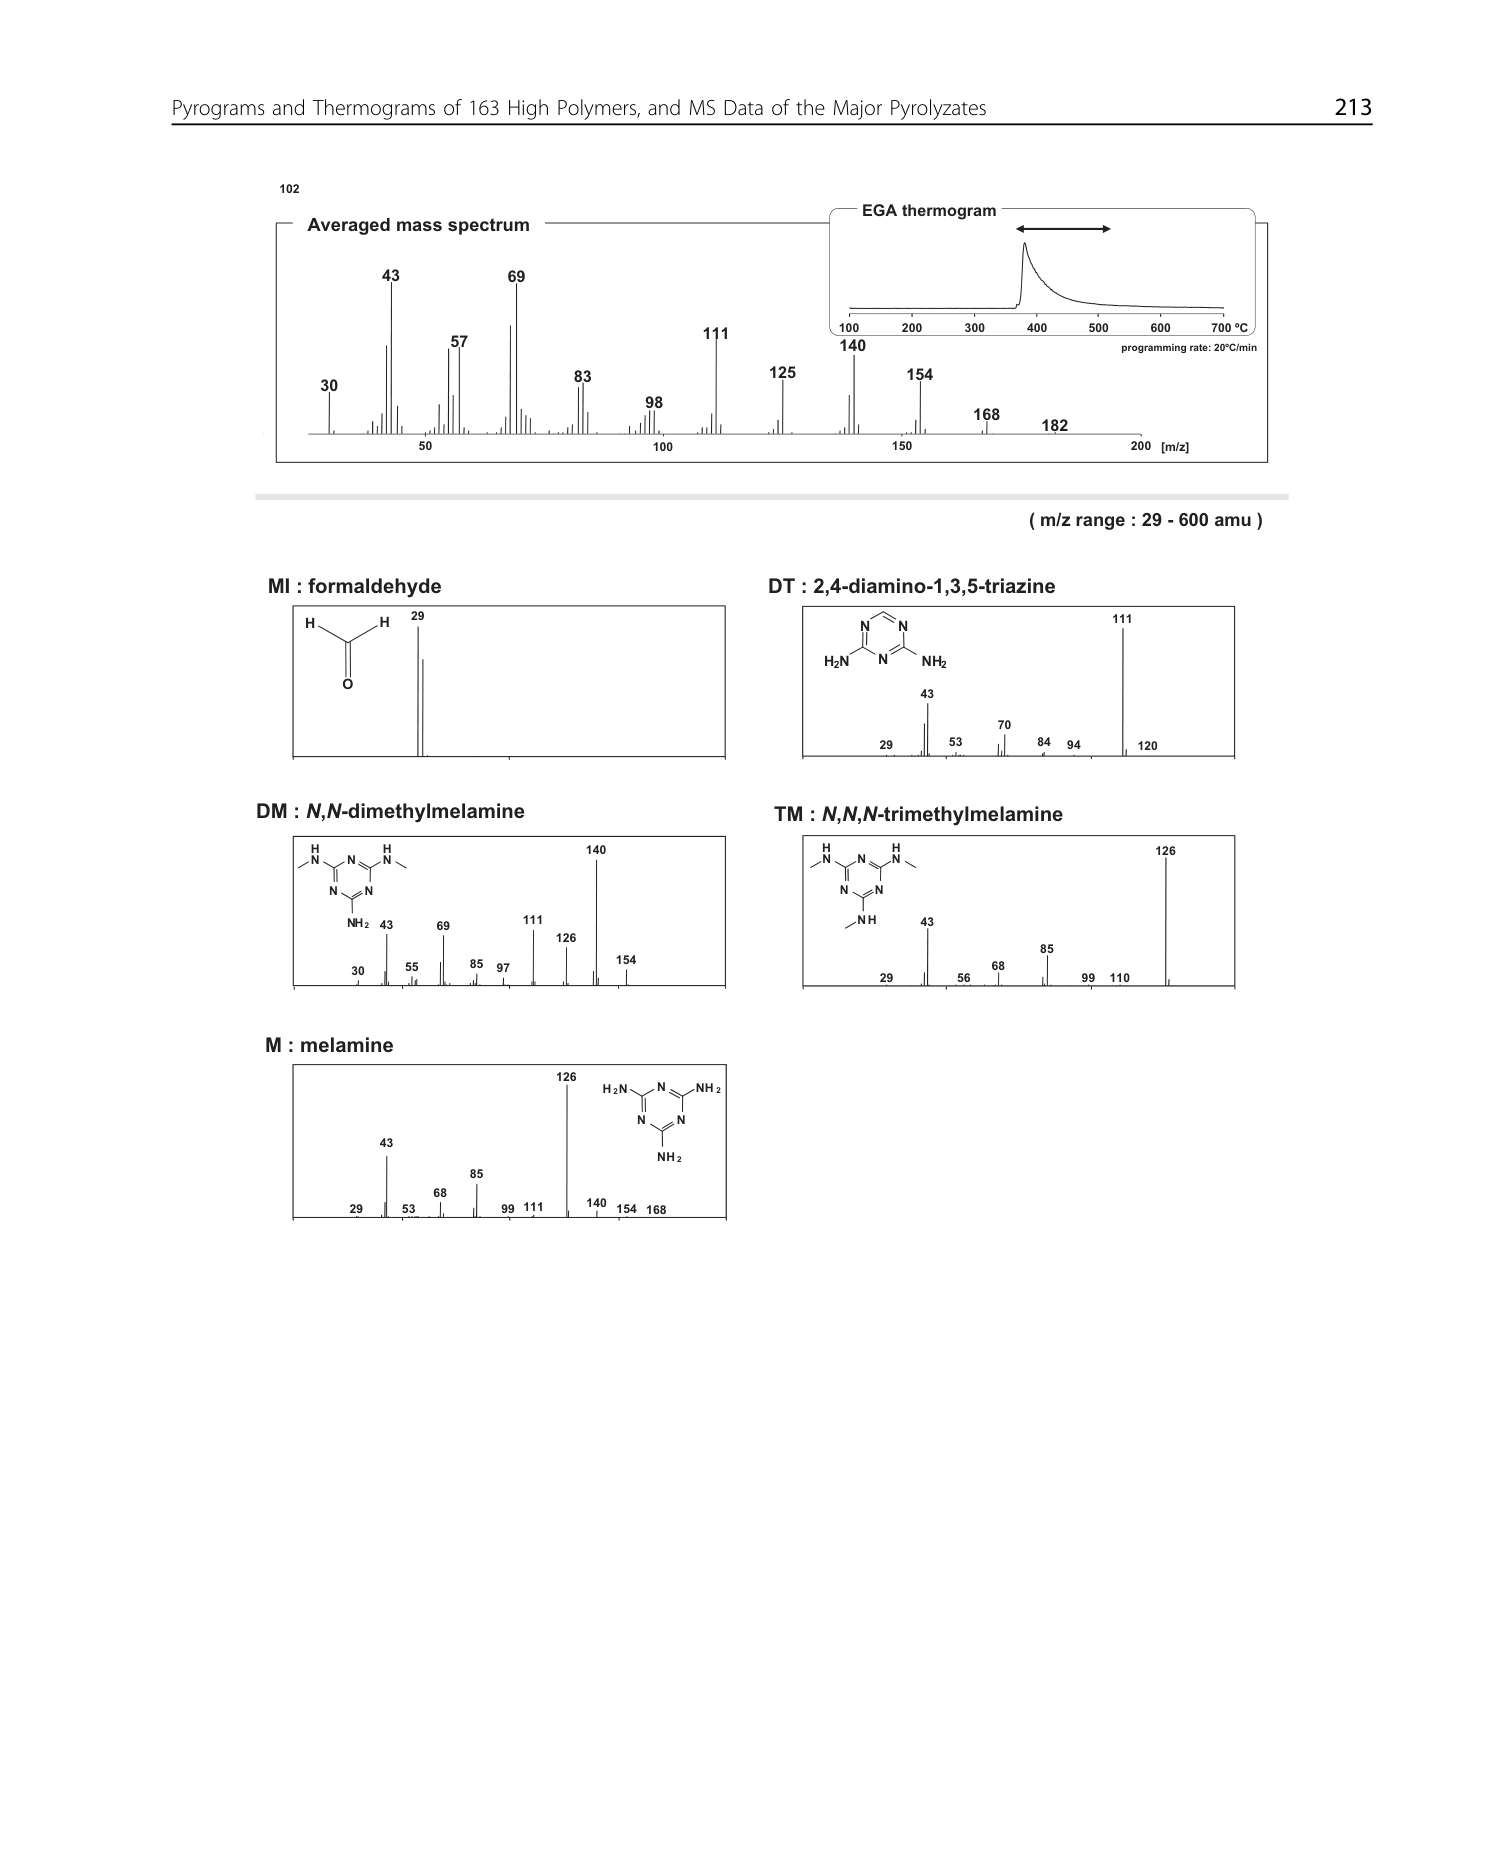 Pyrograms and Thermograms of 163 High Polymers, and MS Data of the Major Pyrolyzates 213
102
Averaged mass spectrum
EGA thermogram
43
69
57
30
83
98
111
125
140
154
168
182
50 100 150 200 [m/z]
100 200 300 400 500 600 700 ºC
programming rate: 20ºC/min
( m/z range : 29 - 600 amu )
MI : formaldehyde
H H
O
29
DT : 2,4-diamino-1,3,5-triazine
N N
H₂N N NH₂
111
43
70
29 53 84 94 120
DM : N,N-dimethylmelamine
H H
N N N
N N
NH₂
140
43 69 111
126
30 55 85 97 154
TM : N,N,N-trimethylmelamine
H H
N N N
N N
NH
126
43
85
68
29 56 99 110
M : melamine
126
H₂N N NH₂
N N
NH₂
43
85
68
29 53 99 111 140 154 168